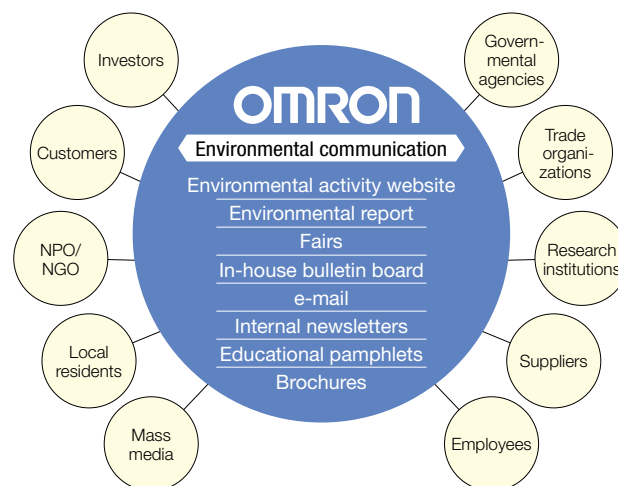 Investors
Customers
NPO/
NGO
Local
residents
Mass
media
OMRON
Environmental communication
Environmental activity website
Environmental report
Fairs
In-house bulletin board
e-mail
Internal newsletters
Educational pamphlets
Brochures
Govern-
mental
agencies
Trade
organi-
zations
Research
institutions
Suppliers
Employees